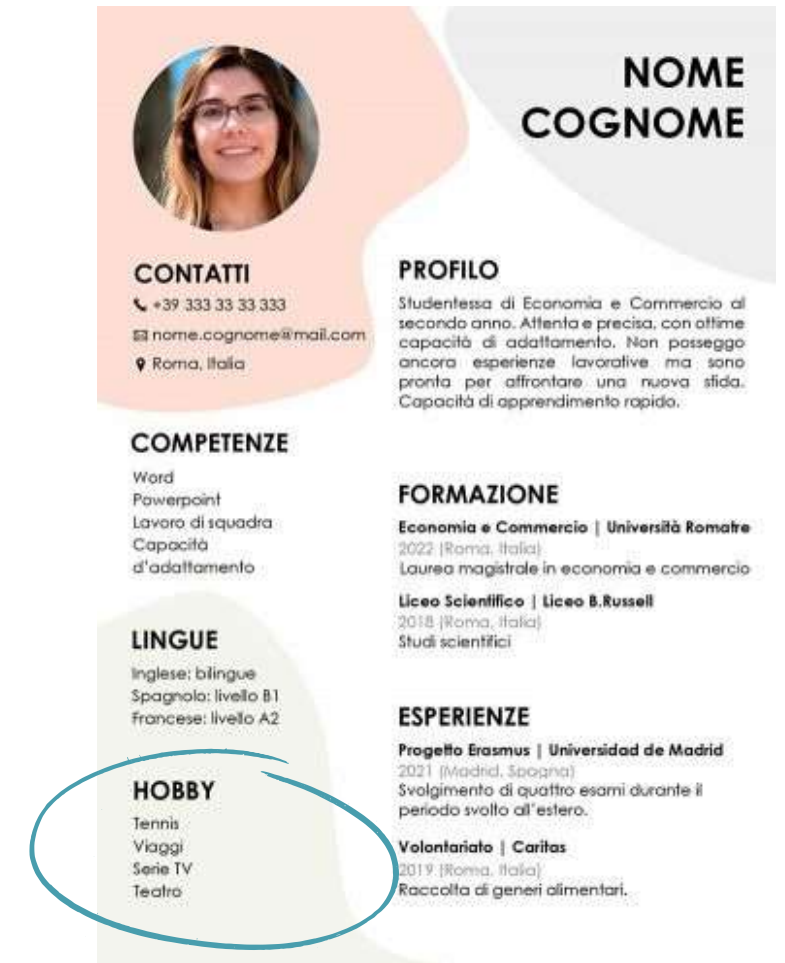 NOME
COGNOME
CONTATTI
+39 333 33 33 333
nome.cognome@mail.com
Roma, Italia
COMPETENZE
Word
Powerpoint
Lavoro di squadra
Capacità
d'adattamento
LINGUE
Inglese: bilingue
Spagnolo: livello B1
Francese: livello A2
HOBBY
Tennis
Viaggi
Serie TV
Teatro
PROFILO
Studentessa di Economia e Commercio al
secondo anno. Attenta e precisa, con ottime
capacità di adattamento. Non posseggo
ancora esperienze lavorative ma sono
pronta per affrontare una nuova sfida.
Capacità di apprendimento rapido.
FORMAZIONE
Economia e Commercio | Università Romatre
2022 (Roma, Italia)
Laurea magistrale in economia e commercio
Liceo Scientifico | Liceo B.Russell
2018 (Roma, Italia)
Studi scientifici
ESPERIENZE
Progetto Erasmus | Universidad de Madrid
2021 (Madrid, Spagna)
Svolgimento di quattro esami durante il
periodo svolto all'estero.
Volontariato | Caritas
2019 (Roma, Italia)
Raccolta di generi alimentari.